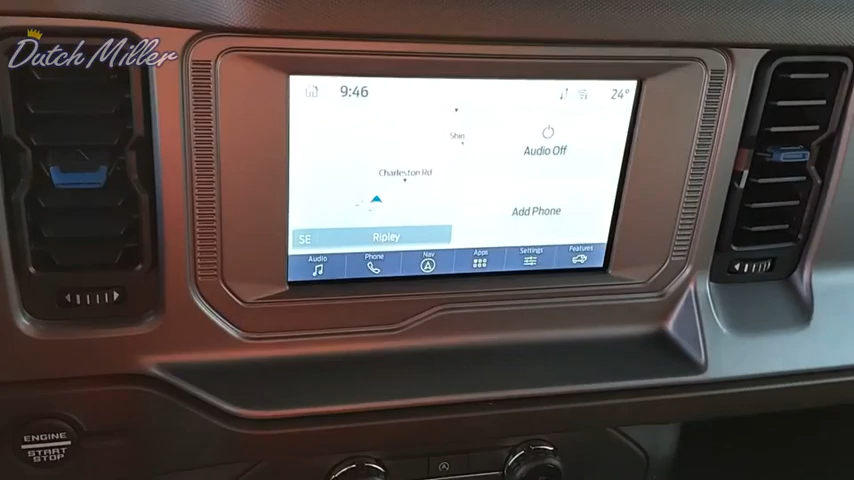 Dutch Miller
9:46
24°
Shin
Audio Off
Charleston Rd
Add Phone
SE
Ripley
Audio
Phone
Nav
Apps
Settings
Features
ENGINE
START
STOP